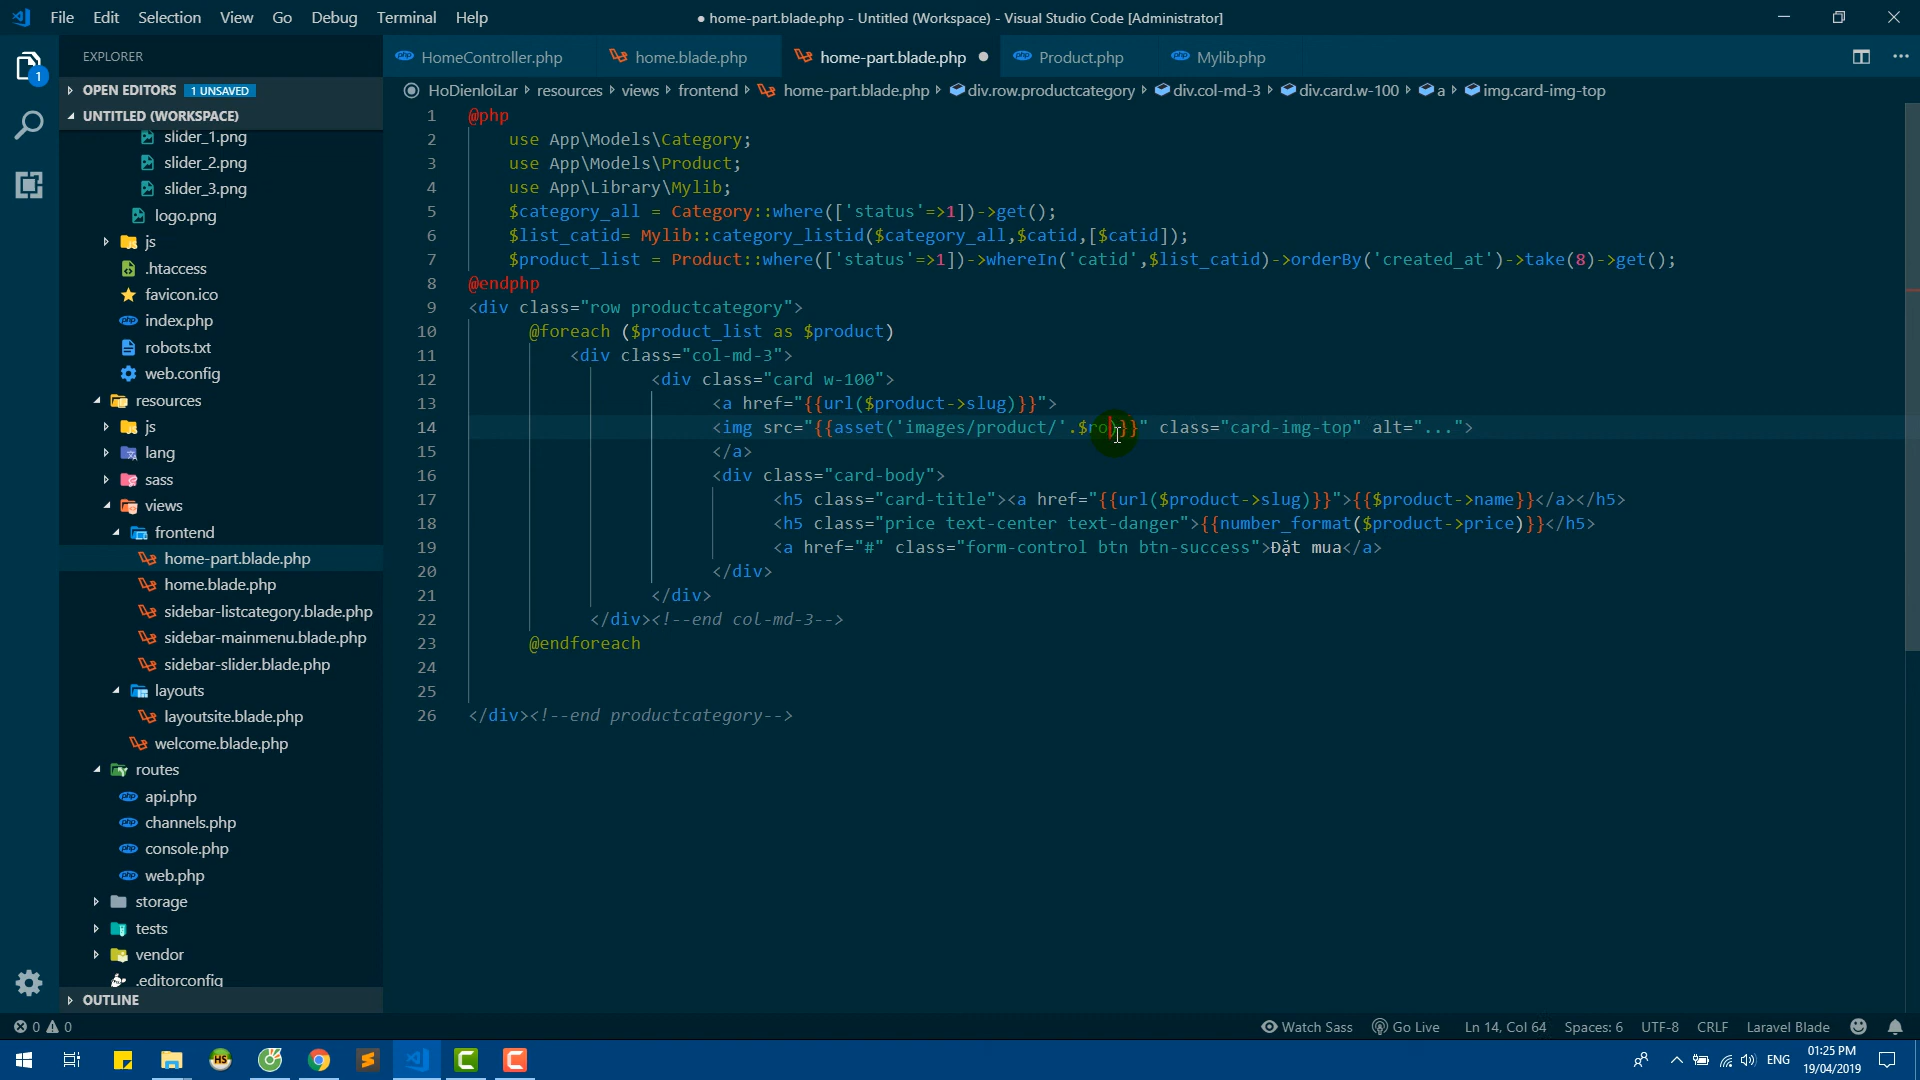 File Edit Selection View Go Debug Terminal Help
● home-part.blade.php - Untitled (Workspace) - Visual Studio Code [Administrator]
EXPLORER
HomeController.php
home.blade.php
home-part.blade.php
Product.php
Mylib.php
OPEN EDITORS 1 UNSAVED
UNTITLED (WORKSPACE)
HoDienloiLar resources views frontend home-part.blade.php div.row.productcategory div.col-md-3 div.card.w-100 a img.card-img-top
slider_1.png
slider_2.png
slider_3.png
logo.png
js
.htaccess
favicon.ico
index.php
robots.txt
web.config
resources
js
lang
sass
views
frontend
home-part.blade.php
home.blade.php
sidebar-listcategory.blade.php
sidebar-mainmenu.blade.php
sidebar-slider.blade.php
layouts
layoutsite.blade.php
welcome.blade.php
routes
api.php
channels.php
console.php
web.php
storage
tests
vendor
.editorconfig
OUTLINE
1 @php
2 use App\Models\Category;
3 use App\Models\Product;
4 use App\Library\Mylib;
5 $category_all = Category::where(['status'=>1])->get();
6 $list_catid= Mylib::category_listid($category_all,$catid,[$catid]);
7 $product_list = Product::where(['status'=>1])->whereIn('catid',$list_catid)->orderBy('created_at')->take(8)->get();
8 @endphp
9 <div class="row productcategory">
10 @foreach ($product_list as $product)
11 <div class="col-md-3">
12 <div class="card w-100">
13 <a href="{{url($product->slug)}}">
14 <img src="{{asset('images/product/'.$ro)}}" class="card-img-top" alt="...">
15 </a>
16 <div class="card-body">
17 <h5 class="card-title"><a href="{{url($product->slug)}}">{{$product->name}}</a></h5>
18 <h5 class="price text-center text-danger">{{number_format($product->price)}}</h5>
19 <a href="#" class="form-control btn btn-success">Đặt mua</a>
20 </div>
21 </div>
22 </div><!--end col-md-3-->
23 @endforeach
24
25
26 </div><!--end productcategory-->
0 0
Watch Sass Go Live Ln 14, Col 64 Spaces: 6 UTF-8 CRLF Laravel Blade
ENG
01:25 PM
19/04/2019